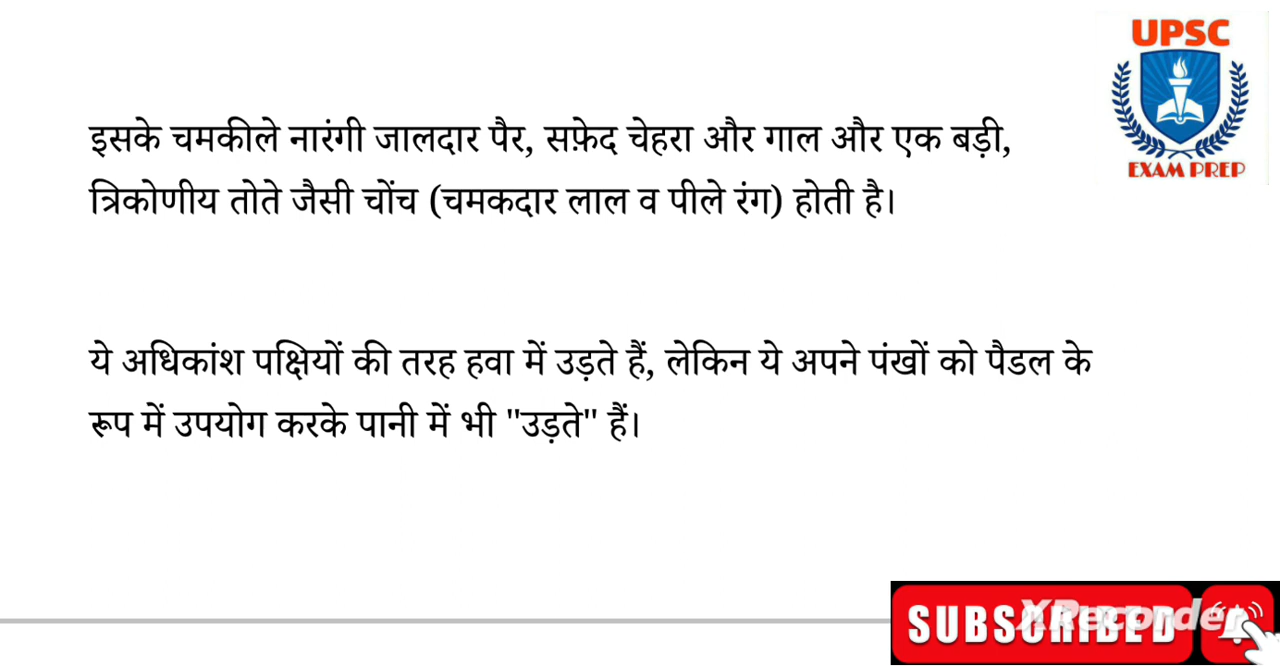 UPSC
EXAM PREP
इसके चमकीले नारंगी जालदार पैर, सफ़ेद चेहरा और गाल और एक बड़ी,
त्रिकोणीय तोते जैसी चोंच (चमकदार लाल व पीले रंग) होती है।
ये अधिकांश पक्षियों की तरह हवा में उड़ते हैं, लेकिन ये अपने पंखों को पैडल के
रूप में उपयोग करके पानी में भी "उड़ते" हैं।
SUBSCRIBED
XRecorder